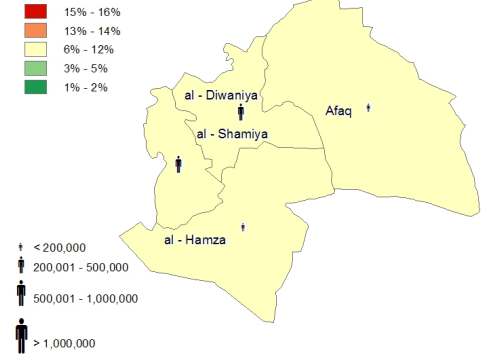 15% - 16%
13% - 14%
6% - 12%
3% - 5%
1% - 2%
al - Diwaniya
Afaq
al - Shamiya
al - Hamza
< 200,000
200,001 - 500,000
500,001 - 1,000,000
> 1,000,000